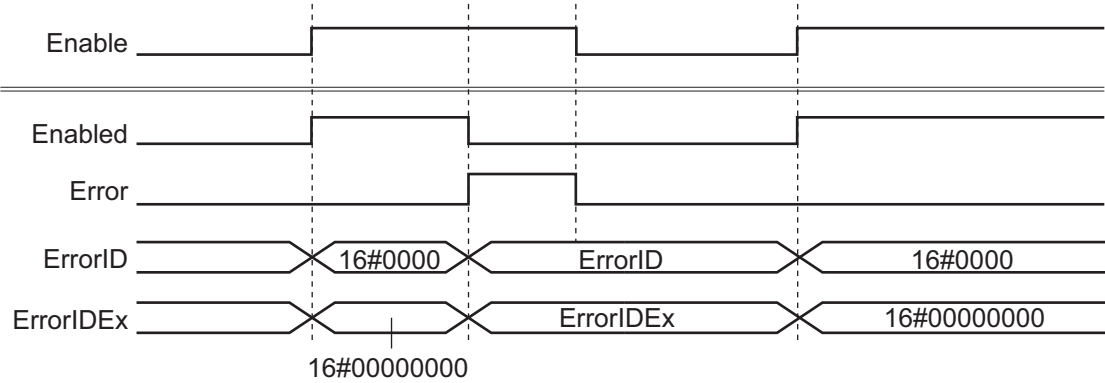 Enable
Enabled
Error
ErrorID 16#0000 ErrorID 16#0000
ErrorIDEx ErrorIDEx 16#00000000
16#00000000